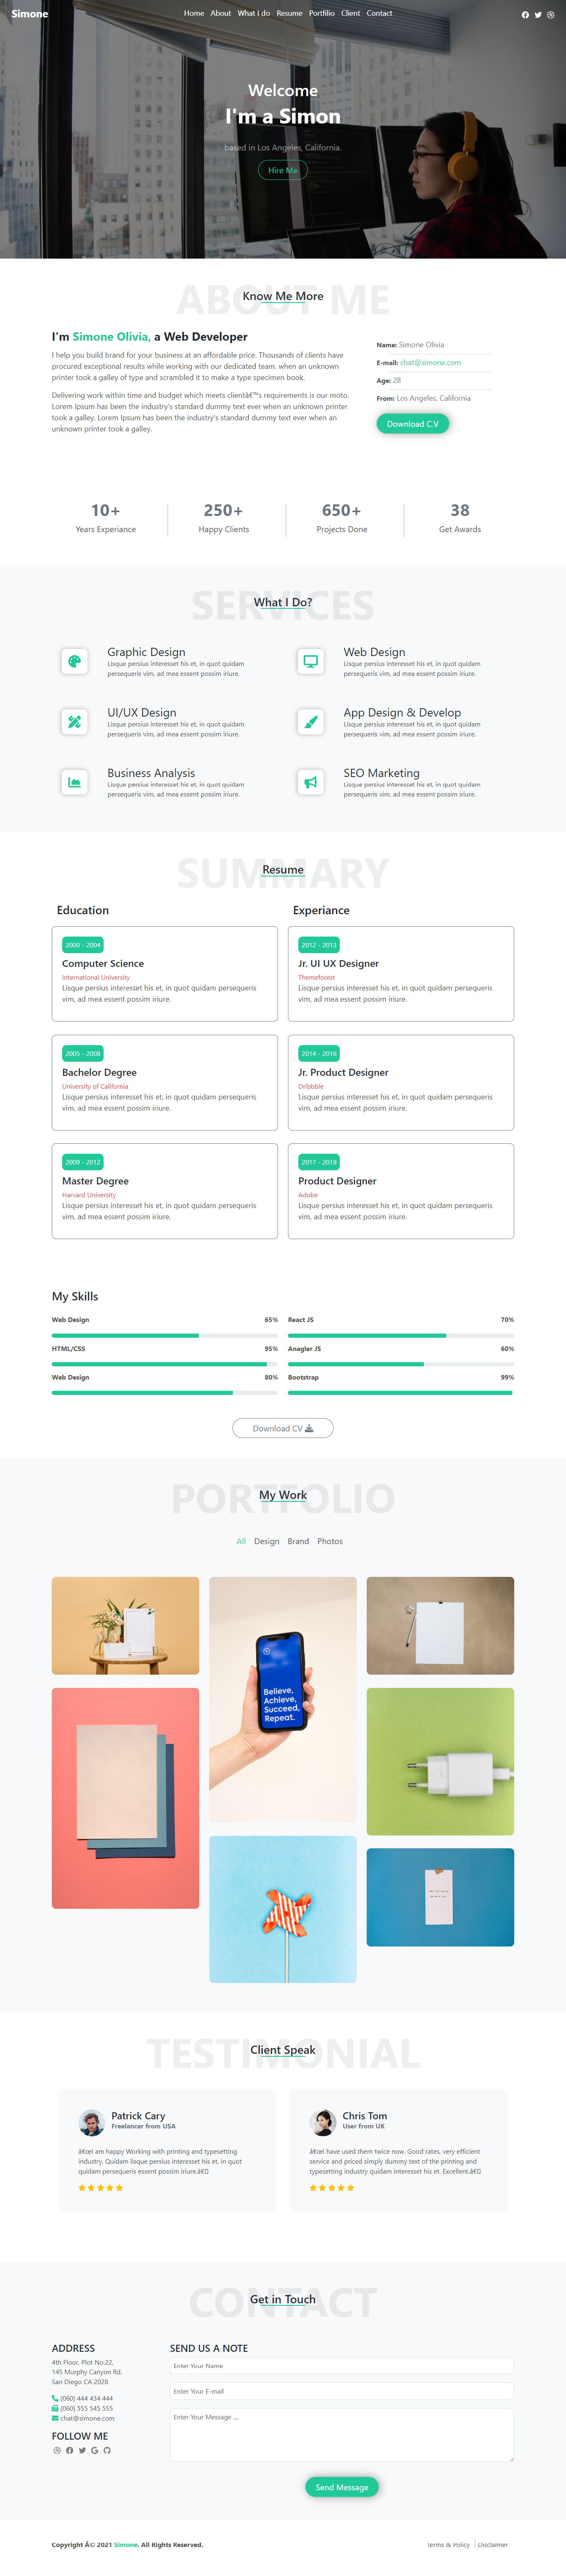 Simone
Home About What I do Resume Portfilio Client Contact
Welcome
I'm a Simon
based in Los Angeles, California.
Hire Me
ABOUT ME
Know Me More
I'm Simone Olivia, a Web Developer
I help you build brand for your business at an affordable price. Thousands of clients have
procured exceptional results while working with our dedicated team. when an unknown
printer took a galley of type and scrambled it to make a type specimen book.
Delivering work within time and budget which meets clientâ€™s requirements is our moto.
Lorem Ipsum has been the industry's standard dummy text ever when an unknown printer
took a gallery. Lorem Ipsum has been the industry's standard dummy text ever when an
unknown printer took a galley.
Name: Simone Olivia
E-mail: chat@simone.com
Age: 28
From: Los Angeles, California
Download C.V
10+ 250+ 650+ 38
Years Experiance Happy Clients Projects Done Get Awards
SERVICES
What I Do?
Graphic Design
Lisque persius interesset his et, in quot quidam
persequeris vim, ad mea essent possim iriure.
Web Design
Lisque persius interesset his et, in quot quidam
persequeris vim, ad mea essent possim iriure.
UI/UX Design
Lisque persius interesset his et, in quot quidam
persequeris vim, ad mea essent possim iriure.
App Design & Develop
Lisque persius interesset his et, in quot quidam
persequeris vim, ad mea essent possim iriure.
Business Analysis
Lisque persius interesset his et, in quot quidam
persequeris vim, ad mea essent possim iriure.
SEO Marketing
Lisque persius interesset his et, in quot quidam
persequeris vim, ad mea essent possim iriure.
SUMMARY
Resume
Education
2000 - 2004
Computer Science
International University
Lisque persius interesset his et, in quot quidam persequeris
vim, ad mea essent possim iriure.
2005 - 2008
Bachelor Degree
University of California
Lisque persius interesset his et, in quot quidam persequeris
vim, ad mea essent possim iriure.
2009 - 2012
Master Degree
Harvard University
Lisque persius interesset his et, in quot quidam persequeris
vim, ad mea essent possim iriure.
Experiance
2012 - 2013
Jr. UI UX Designer
Themeforest
Lisque persius interesset his et, in quot quidam persequeris
vim, ad mea essent possim iriure.
2014 - 2016
Jr. Product Designer
Dribbble
Lisque persius interesset his et, in quot quidam persequeris
vim, ad mea essent possim iriure.
2017 - 2019
Product Designer
Adobe
Lisque persius interesset his et, in quot quidam persequeris
vim, ad mea essent possim iriure.
My Skills
Web Design 65%
HTML/CSS 95%
Web Design 80%
React JS 70%
Anagler JS 60%
Bootstrap 99%
Download CV
PORTFOLIO
My Work
All Design Brand Photos
Believe,
Achieve,
Succeed,
Repeat.
TESTIMONIAL
Client Speak
Patrick Cary
Freelancer from USA
â€œI am happy Working with printing and typesetting
industry. Quidam lisque persius interesset his et, in quot
quidam persequeris essent possim iriure.â€
Chris Tom
User from UK
â€œI have used them twice now. Good rates, very efficient
service and priced simply dummy text of the printing and
typesetting industry quidam interesset his et. Excellent.â€
CONTACT
Get in Touch
ADDRESS
4th Floor, Plot No.22,
145 Murphy Canyon Rd.
San Diego CA 2028
(060) 444 434 444
(060) 555 545 555
chat@simone.com
FOLLOW ME
SEND US A NOTE
Enter Your Name
Enter Your E-mail
Enter Your Message ....
Send Message
Copyright Â© 2021 Simone. All Rights Reserved.
Terms & Policy Disclaimer